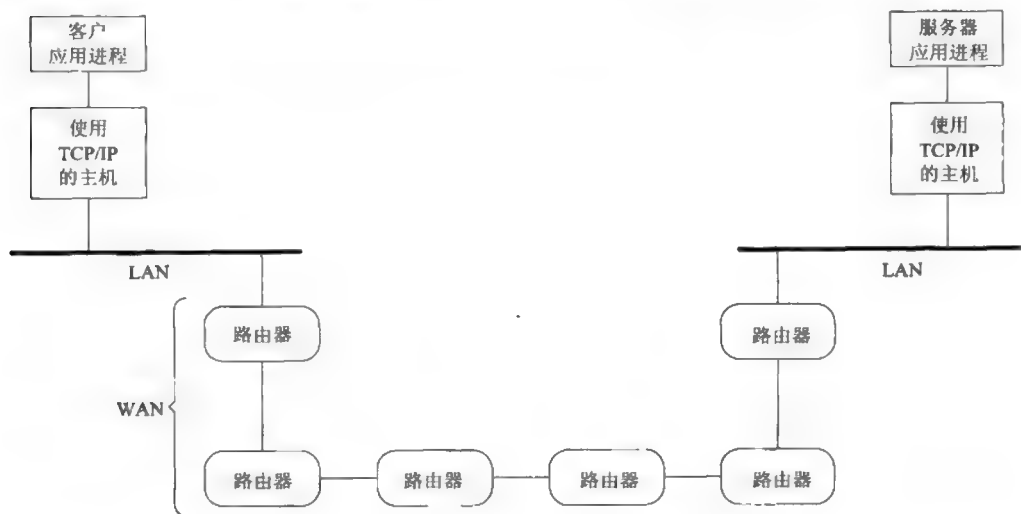 客户
应用进程
服务器
应用进程
使用
TCP/IP
的主机
使用
TCP/IP
的主机
LAN
LAN
路由器
路由器
WAN
路由器
路由器
路由器
路由器